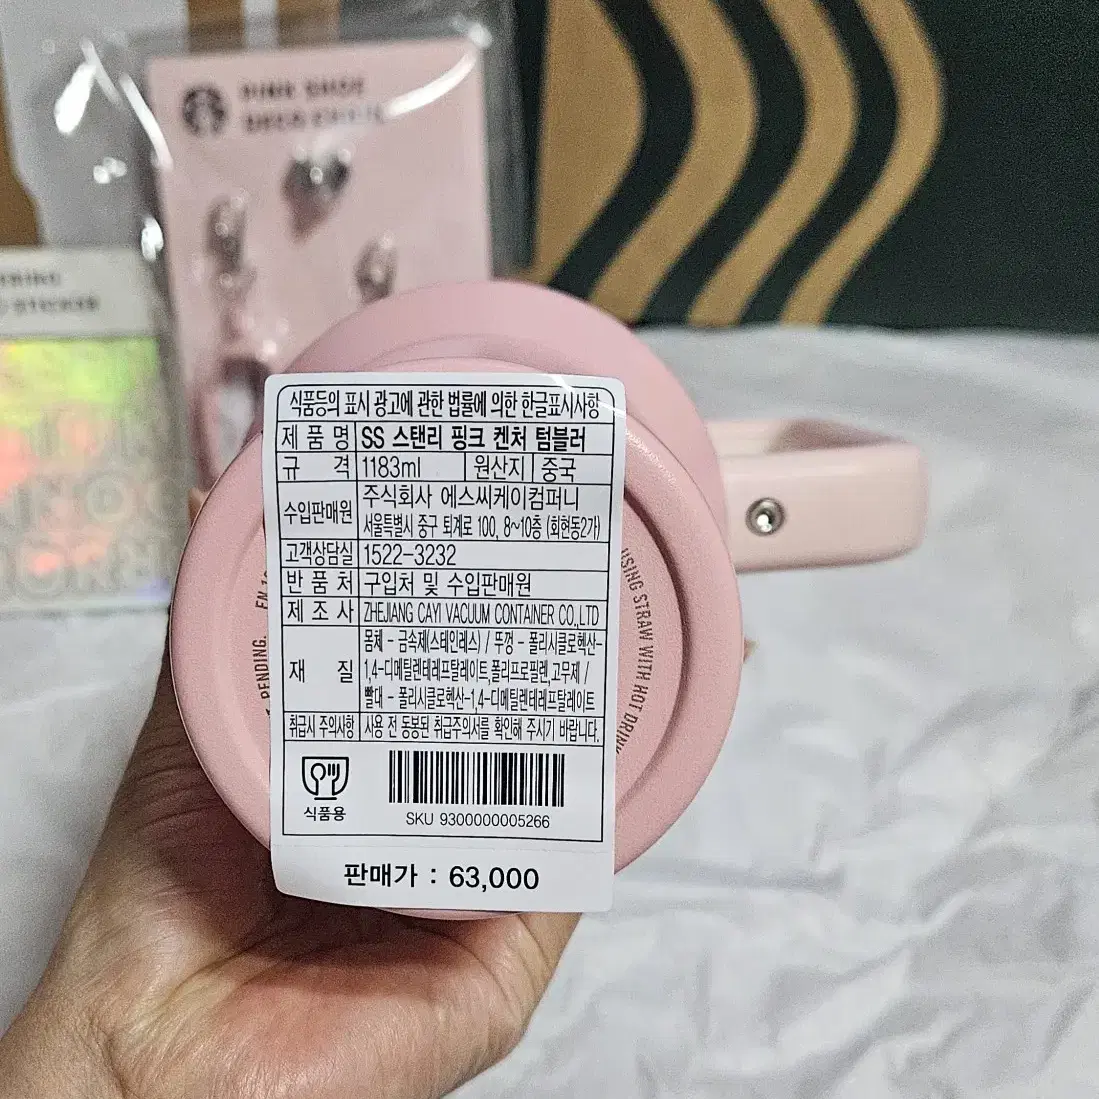 PINK SHOE
STICKER
식품등의 표시 광고에 관한 법률에 의한 한글표시사항
제 품 명 SS 스탠리 핑크 켄처 텀블러
규 격 1183ml 원산지 중국
수입판매원 주식회사 에스씨케이컴퍼니
서울특별시 중구 퇴계로 100, 8~10층 (회현동2가)
고객상담실 1522-3232
반 품 처 구입처 및 수입판매원
제 조 사 ZHEJIANG CAYI VACUUM CONTAINER CO.,LTD
재 질 몸체 - 금속제(스테인레스) / 뚜껑 - 폴리시클로헥산-
1,4-디메틸렌테레프탈레이트,폴리프로필렌,고무제 /
빨대 - 폴리시클로헥산-1,4-디메틸렌테레프탈레이트
취급시 주의사항 사용 전 동봉된 취급주의서를 확인해 주시기 바랍니다.
식품용
SKU 9300000005266
판매가 : 63,000
PENDING.
USING STRAW WITH HOT DRINK